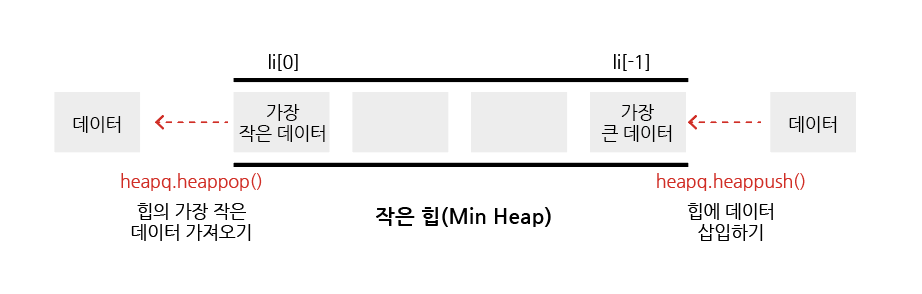 li[0]
li[-1]
데이터
가장
작은 데이터
가장
큰 데이터
데이터
heapq.heappop()
heapq.heappush()
힙의 가장 작은
데이터 가져오기
작은 힙(Min Heap)
힙에 데이터
삽입하기